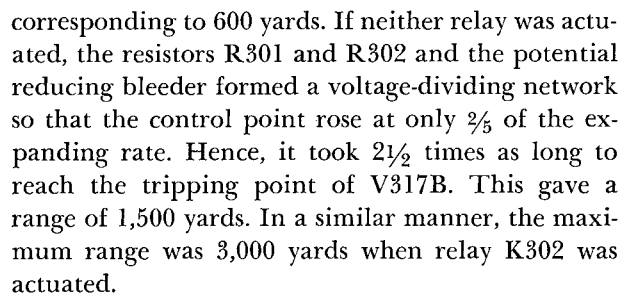 corresponding to 600 yards. If neither relay was actu-
ated, the resistors R301 and R302 and the potential
reducing bleeder formed a voltage-dividing network
so that the control point rose at only ⅖ of the ex-
panding rate. Hence, it took 2½ times as long to
reach the tripping point of V317B. This gave a
range of 1,500 yards. In a similar manner, the maxi-
mum range was 3,000 yards when relay K302 was
actuated.